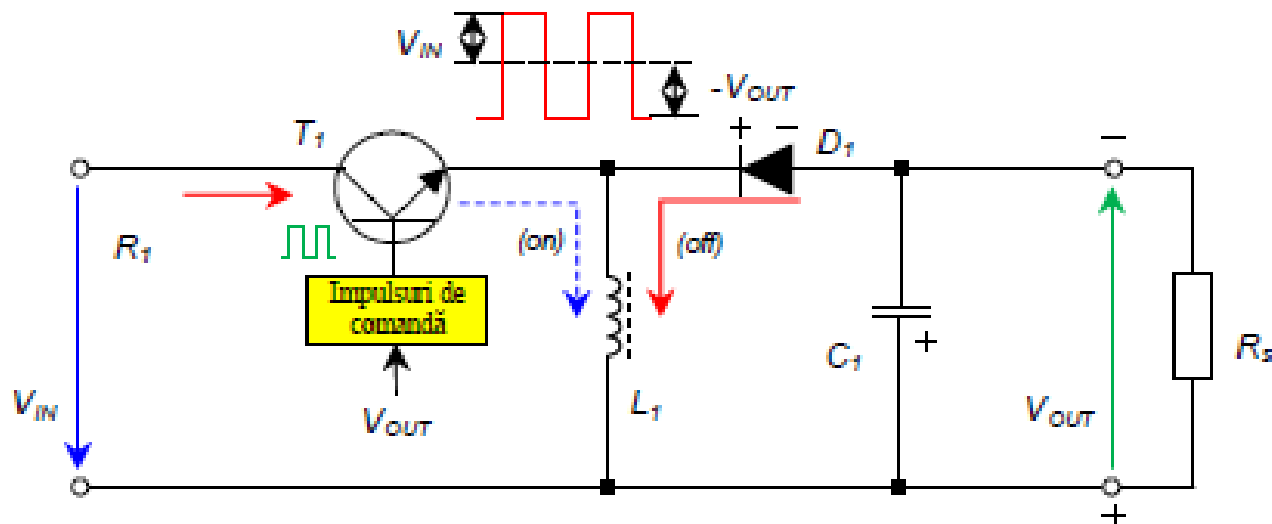 V_IN
-V_OUT
T_1
+ −
D_1
−
R_1
(on)
(off)
Impulsuri de
comandă
C_1
+
R_s
V_IN
V_OUT
L_1
V_OUT
+